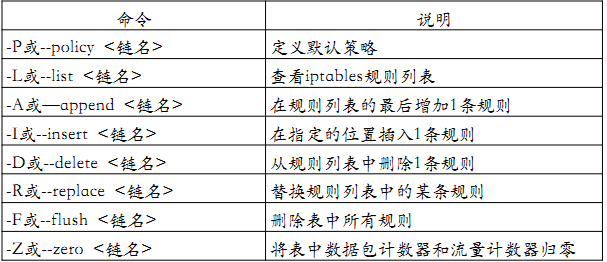 命令 说明
-P或--policy <链名> 定义默认策略
-L或--list <链名> 查看iptables规则列表
-A或—append <链名> 在规则列表的最后增加1条规则
-I或--insert <链名> 在指定的位置插入1条规则
-D或--delete <链名> 从规则列表中删除1条规则
-R或--replace <链名> 替换规则列表中的某条规则
-F或--flush <链名> 删除表中所有规则
-Z或--zero <链名> 将表中数据包计数器和流量计数器归零